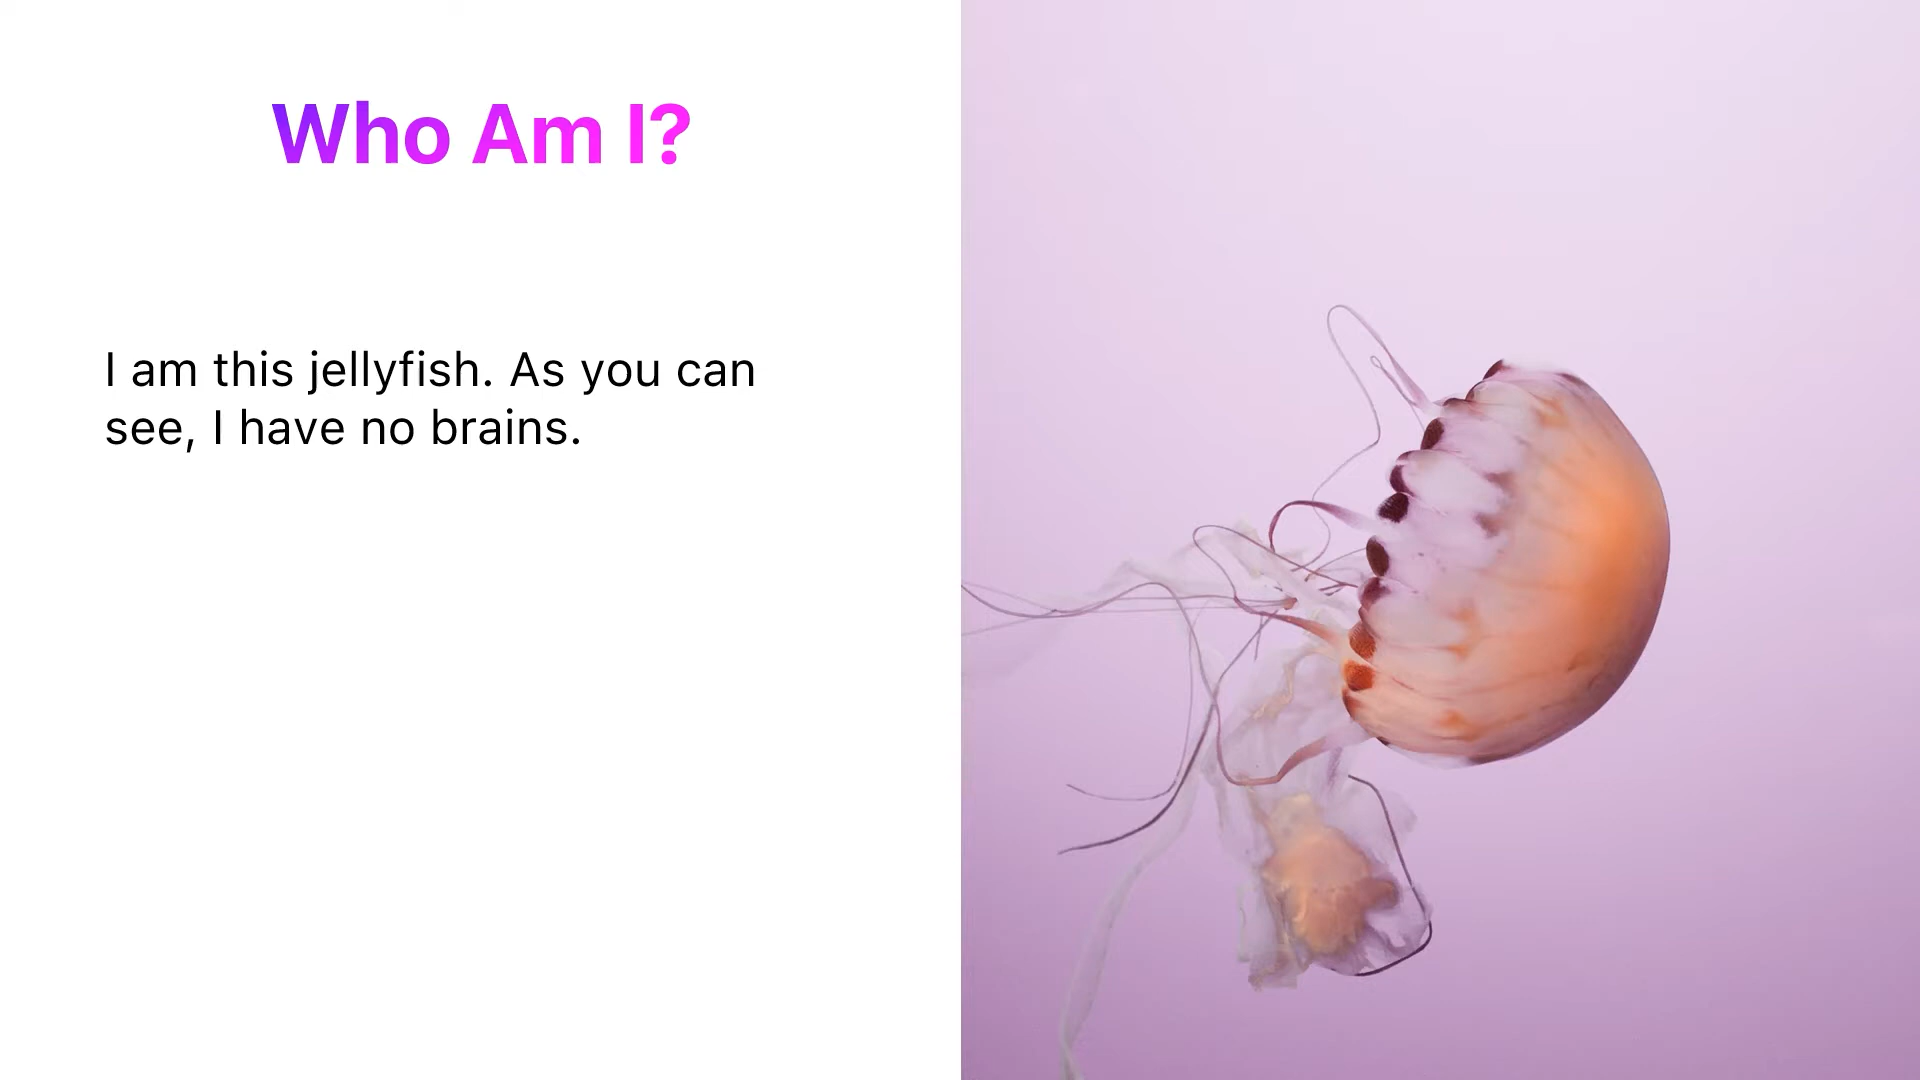 Who Am I?
I am this jellyfish. As you can
see, I have no brains.